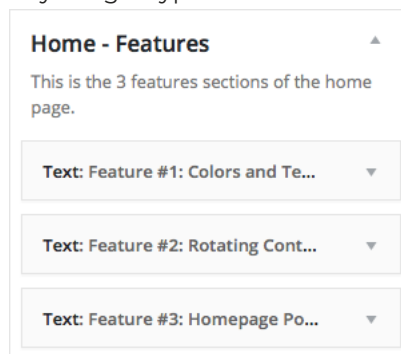 Home - Features
This is the 3 features sections of the home
page.
Text: Feature #1: Colors and Te...
Text: Feature #2: Rotating Cont...
Text: Feature #3: Homepage Po...